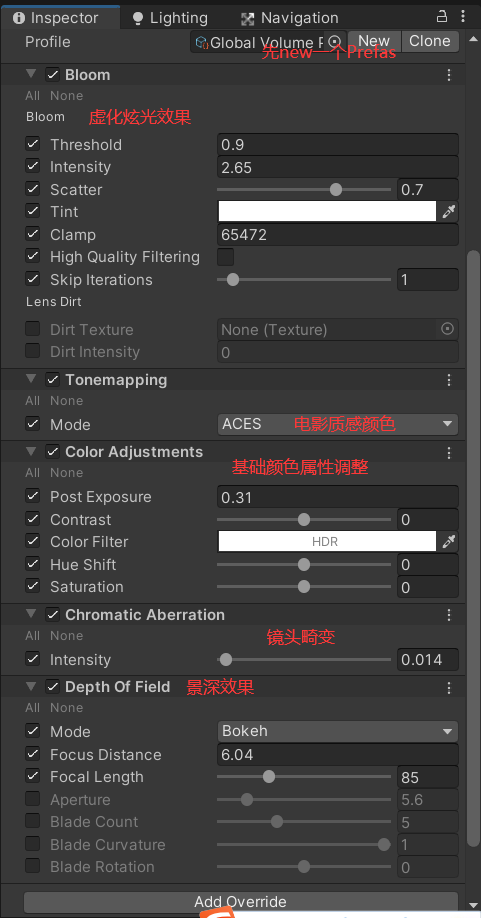 Inspector Lighting Navigation
Profile Global Volume P New Clone
先new 一个Prefas
Bloom
All None
Bloom 虚化炫光效果
Threshold 0.9
Intensity 2.65
Scatter 0.7
Tint
Clamp 65472
High Quality Filtering
Skip Iterations 1
Lens Dirt
Dirt Texture None (Texture)
Dirt Intensity 0
Tonemapping
All None
Mode ACES 电影质感颜色
Color Adjustments
基础颜色属性调整
All None
Post Exposure 0.31
Contrast 0
Color Filter HDR
Hue Shift 0
Saturation 0
Chromatic Aberration
All None 镜头畸变
Intensity 0.014
Depth Of Field 景深效果
All None
Mode Bokeh
Focus Distance 6.04
Focal Length 85
Aperture 5.6
Blade Count 5
Blade Curvature 1
Blade Rotation 0
Add Override